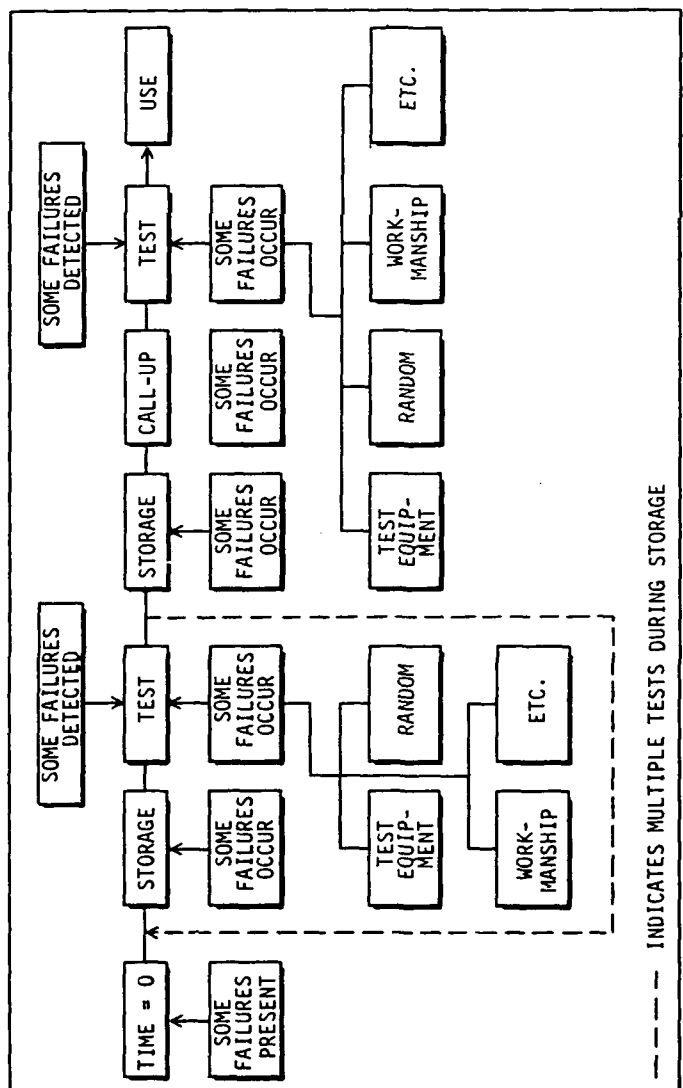 SOME FAILURES
DETECTED
SOME FAILURES
DETECTED
TIME = 0
STORAGE
TEST
STORAGE
CALL-UP
TEST
USE
SOME
FAILURES
PRESENT
SOME
FAILURES
OCCUR
SOME
FAILURES
OCCUR
SOME
FAILURES
OCCUR
SOME
FAILURES
OCCUR
SOME
FAILURES
OCCUR
TEST
EQUIP-
MENT
RANDOM
TEST
EQUIP-
MENT
RANDOM
WORK-
MANSHIP
ETC.
WORK-
MANSHIP
ETC.
INDICATES MULTIPLE TESTS DURING STORAGE